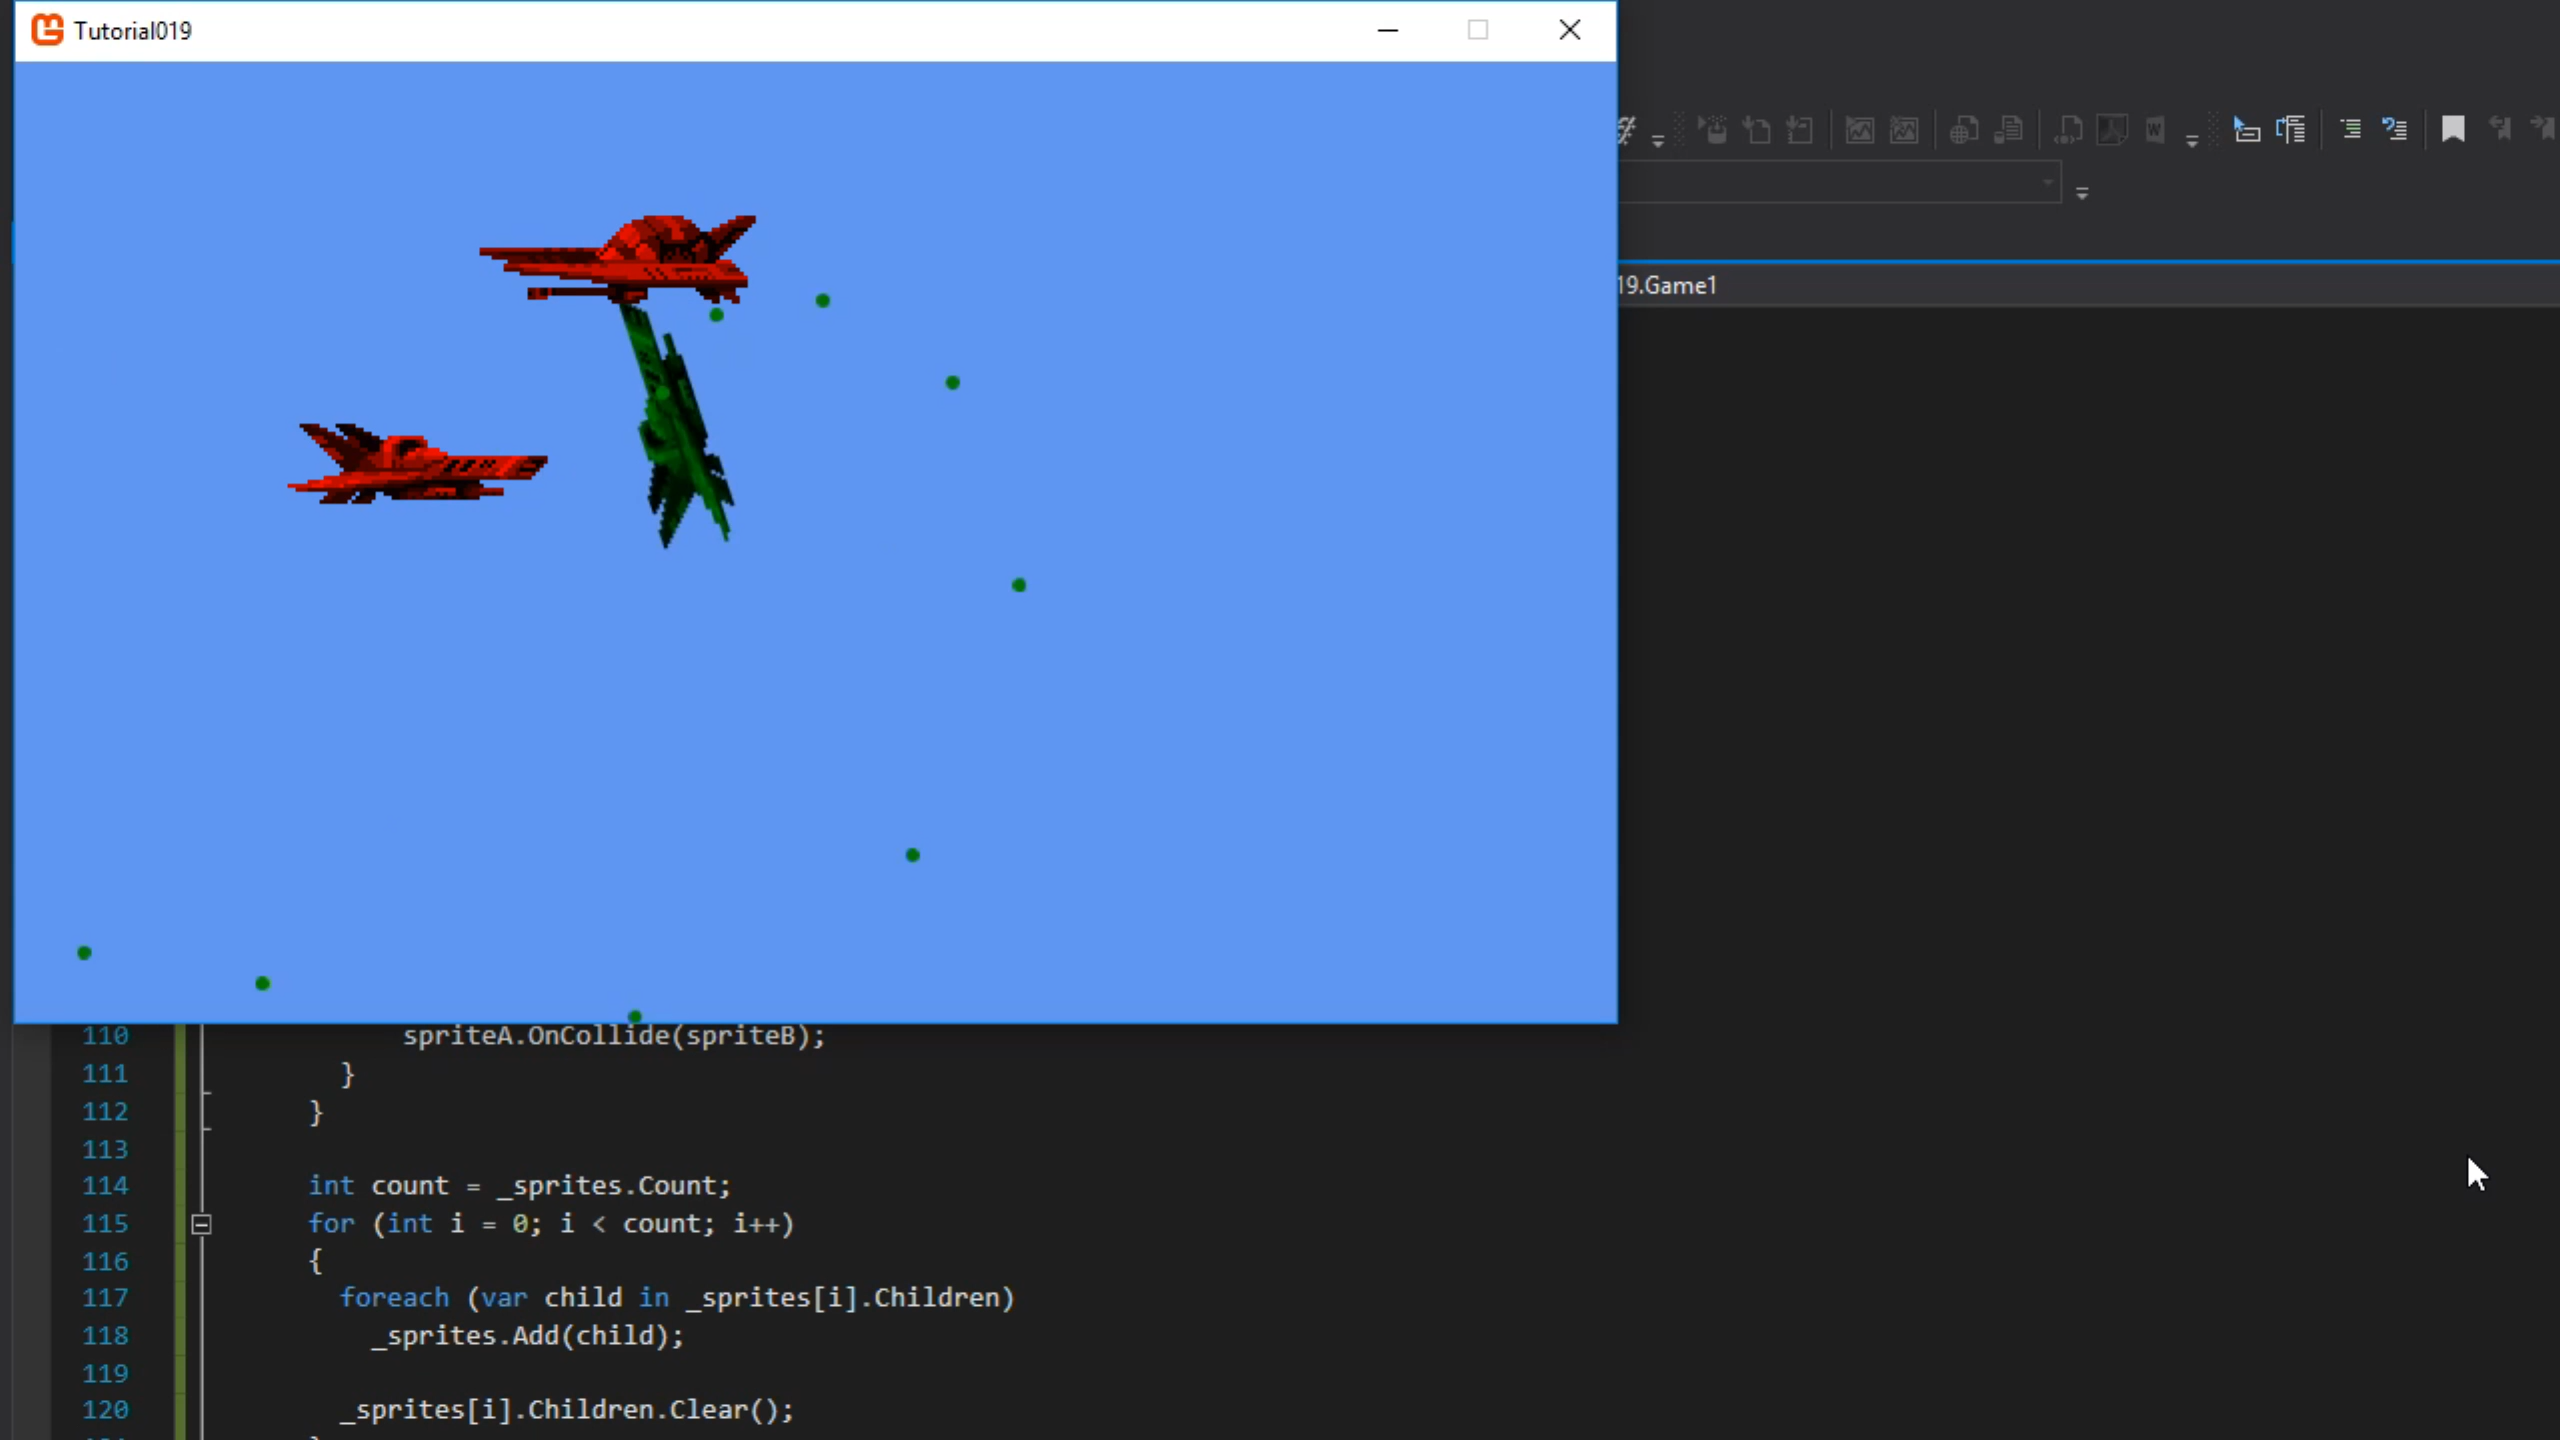 Tutorial019
19.Game1
110 spriteA.OnCollide(spriteB);
111 }
112 }
113
114 int count = _sprites.Count;
115 for (int i = 0; i < count; i++)
116 {
117 foreach (var child in _sprites[i].Children)
118 _sprites.Add(child);
119
120 _sprites[i].Children.Clear();